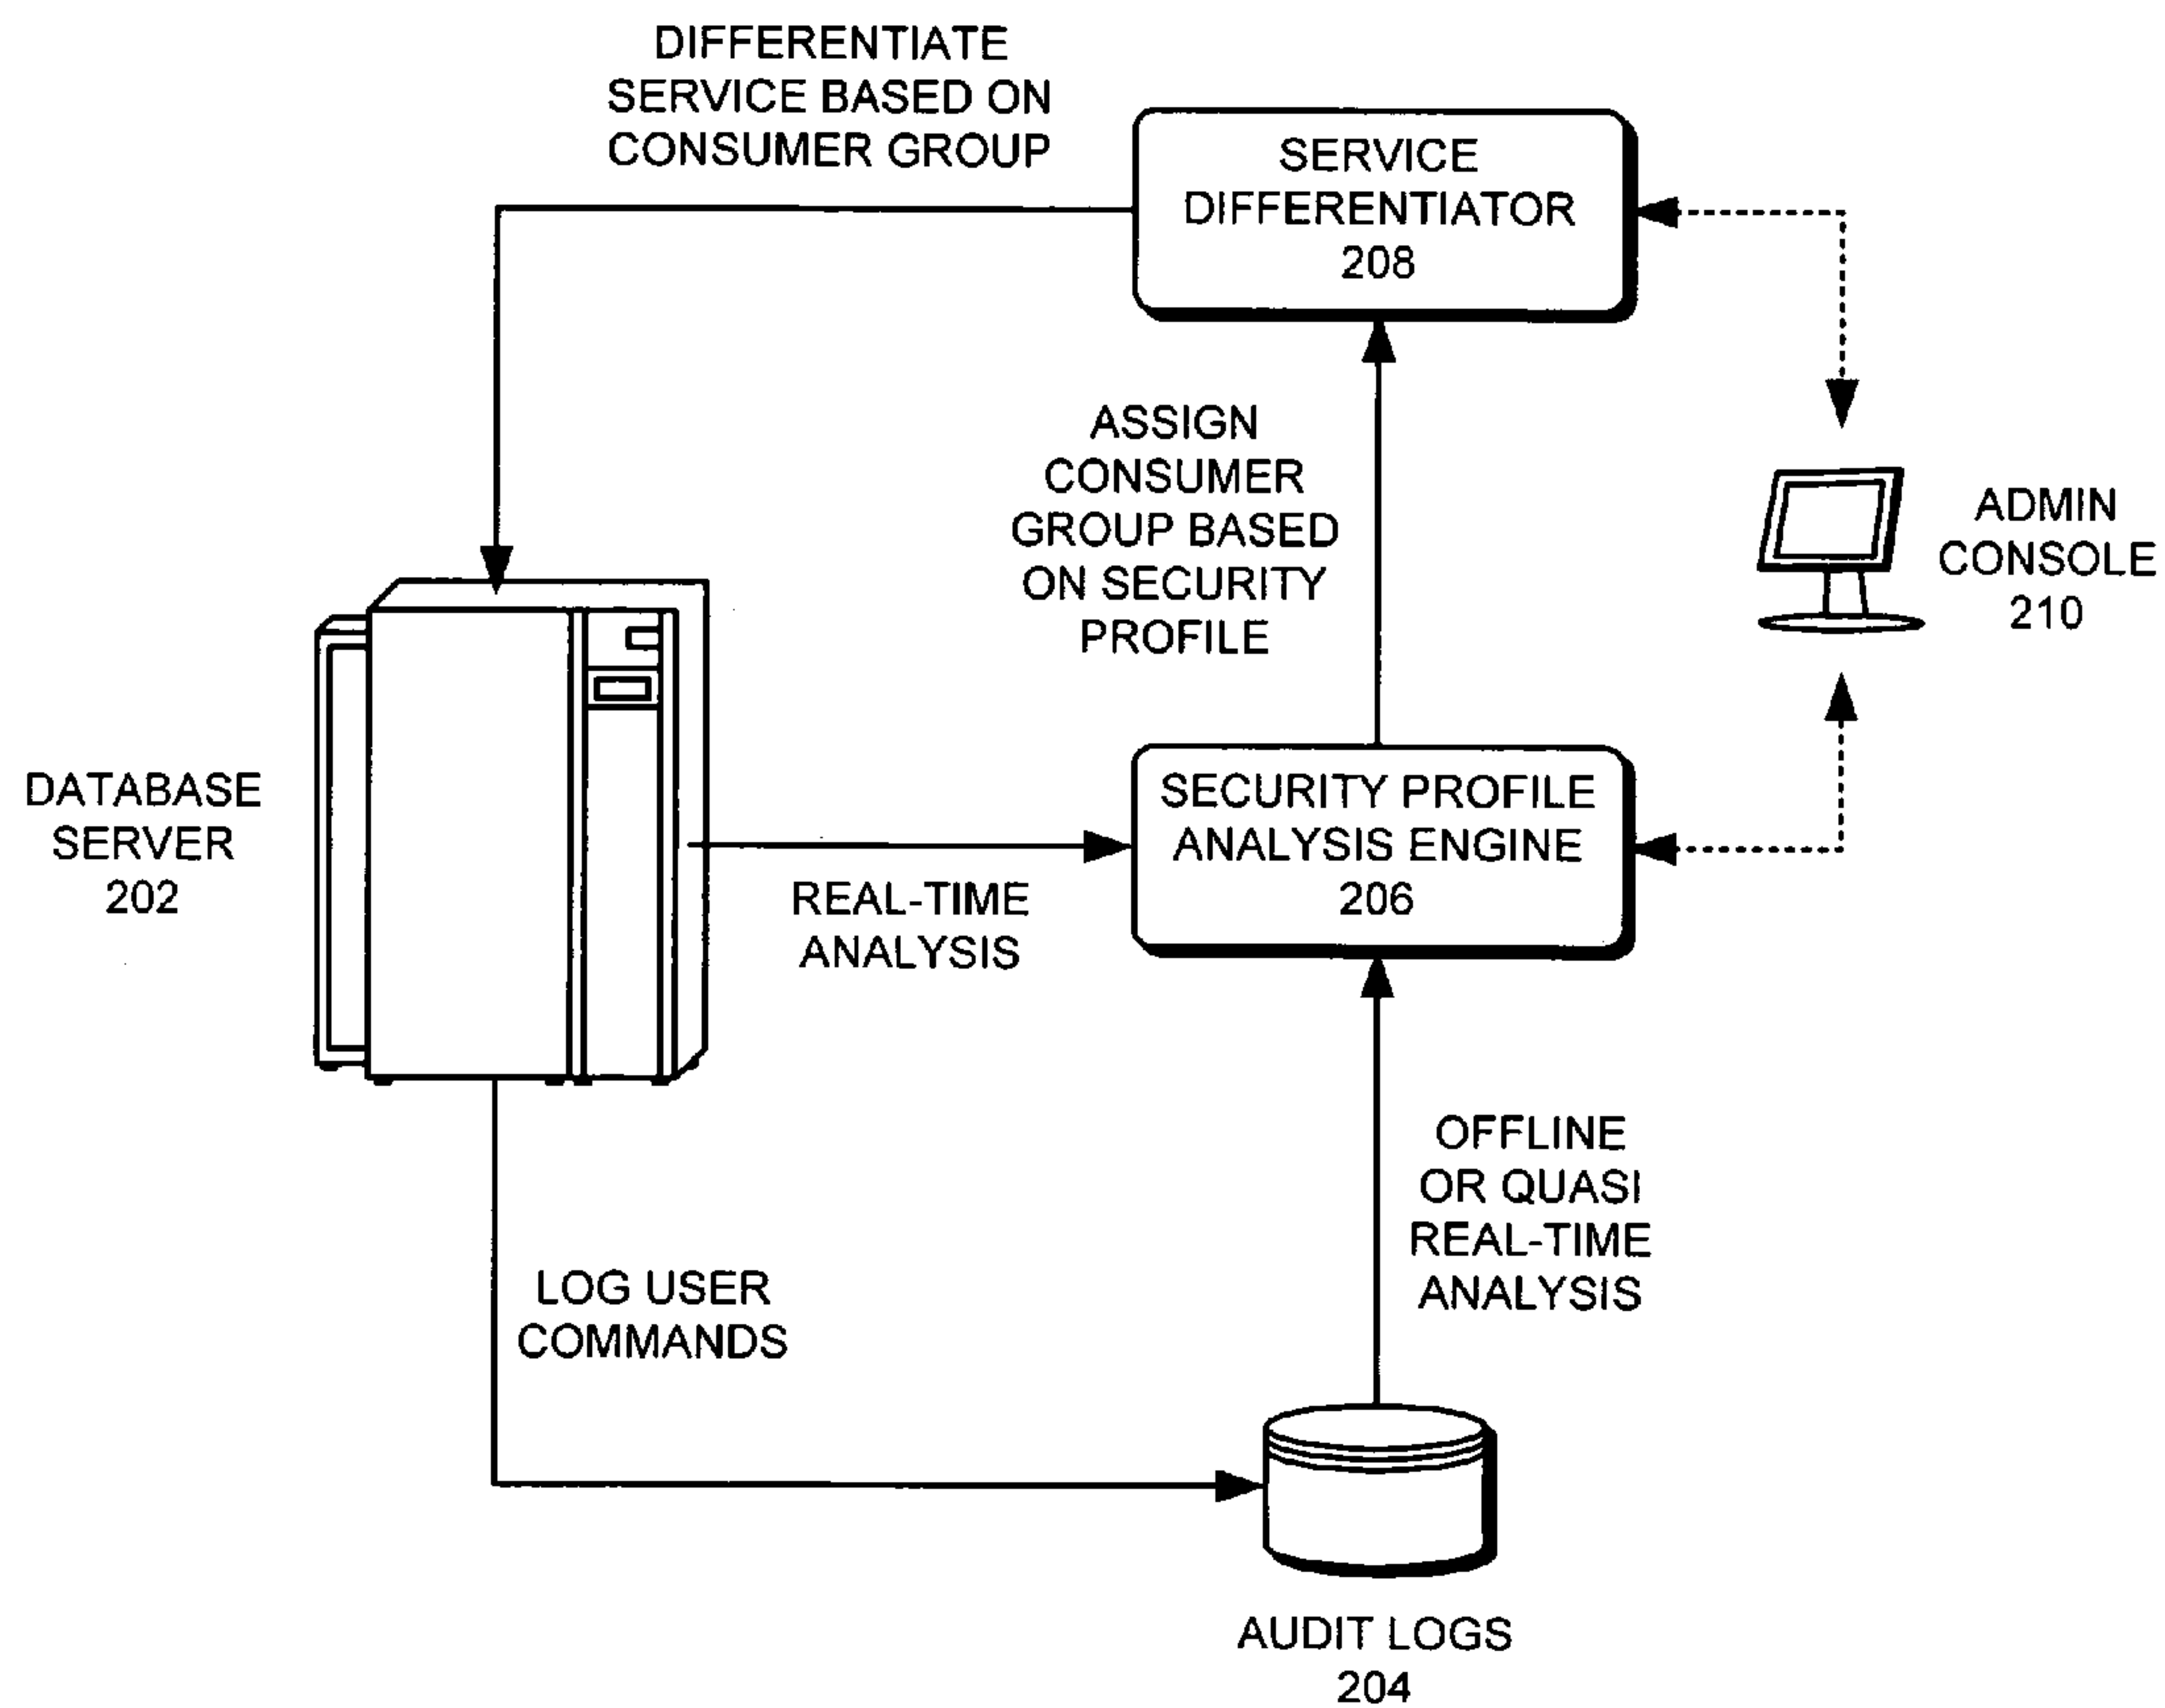 DIFFERENTIATE
SERVICE BASED ON
CONSUMER GROUP
SERVICE
DIFFERENTIATOR
208
ASSIGN
CONSUMER
GROUP BASED
ON SECURITY
PROFILE
ADMIN
CONSOLE
210
DATABASE
SERVER
202
SECURITY PROFILE
ANALYSIS ENGINE
206
REAL-TIME
ANALYSIS
OFFLINE
OR QUASI
REAL-TIME
ANALYSIS
LOG USER
COMMANDS
AUDIT LOGS
204